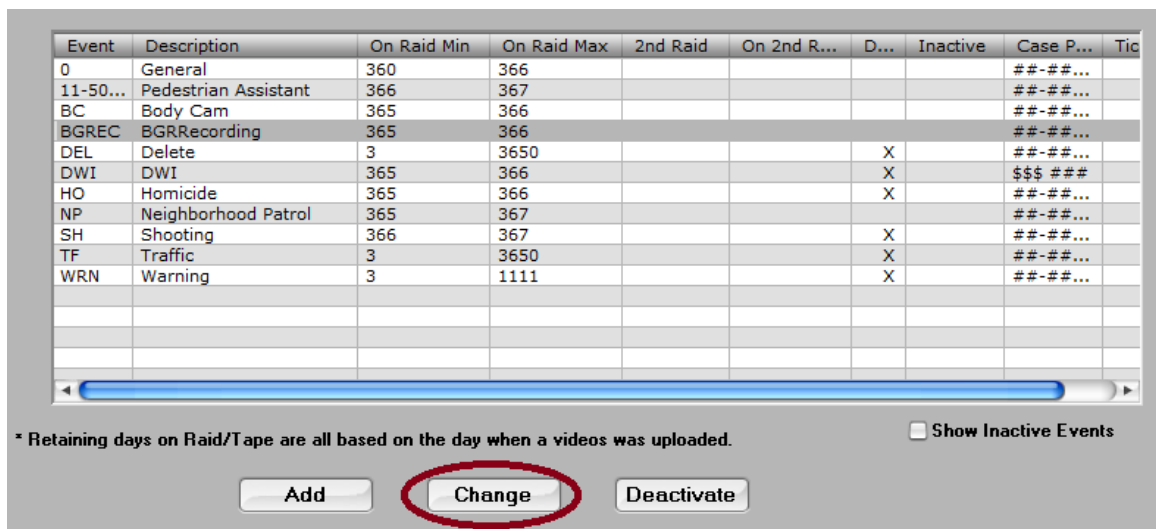 Event Description On Raid Min On Raid Max 2nd Raid On 2nd R... D... Inactive Case P... Tic
0 General 360 366 ##-##...
11-50... Pedestrian Assistant 366 367 ##-##...
BC Body Cam 365 366 ##-##...
BGREC BGRRecording 365 366 ##-##...
DEL Delete 3 3650 X ##-##...
DWI DWI 365 366 X $$$ ###
HO Homicide 365 366 X ##-##...
NP Neighborhood Patrol 365 367 ##-##...
SH Shooting 366 367 X ##-##...
TF Traffic 3 3650 X ##-##...
WRN Warning 3 1111 X ##-##...
* Retaining days on Raid/Tape are all based on the day when a videos was uploaded.
Show Inactive Events
Add Change Deactivate